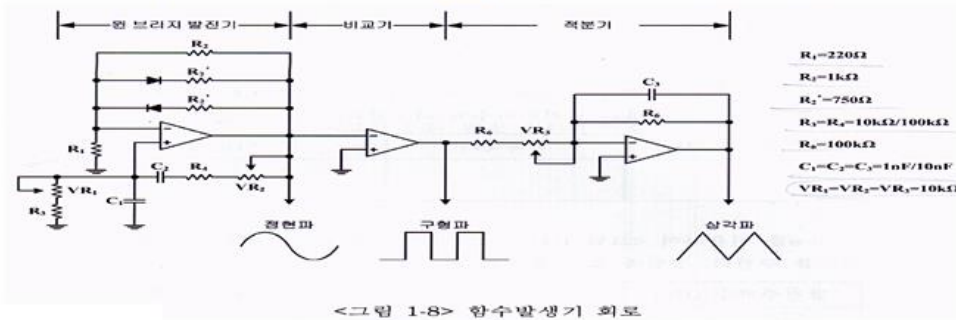 윈 브리지 발진기
비교기
적분기
R₂
R₂'
R₂'
R₁
C₂
R₄
VR₂
VR₁
R₃
C₁
R₆
VR₃
C₃
R₆
R₁=220Ω
R₂=1kΩ
R₂'=750Ω
R₃=R₄=10kΩ/100kΩ
R₆=100kΩ
C₁=C₂=C₃=1nF/10nF
VR₁=VR₂=VR₃=10kΩ
정현파
구형파
삼각파
<그림 1-8> 함수발생기 회로